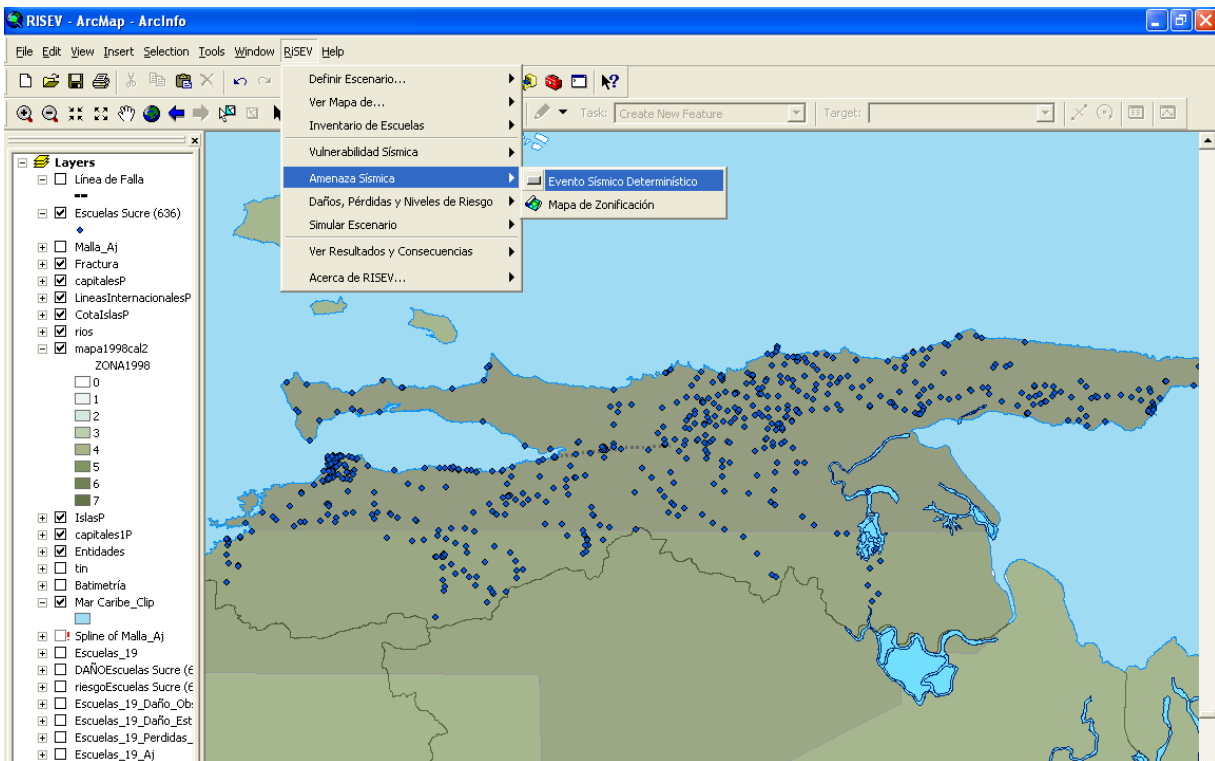 RISEV - ArcMap - ArcInfo
File Edit View Insert Selection Tools Window RISEV Help
Definir Escenario...
Ver Mapa de...
Inventario de Escuelas
Vulnerabilidad Sísmica
Amenaza Sísmica
Daños, Pérdidas y Niveles de Riesgo
Simular Escenario
Ver Resultados y Consecuencias
Acerca de RISEV...
Evento Sísmico Determinístico
Mapa de Zonificación
Task: Create New Feature Target:
Layers
Línea de Falla
Escuelas Sucre (636)
Malla_Aj
Fractura
capitalesP
LineasInternacionalesP
CotaIslasP
rios
mapa1998cal2
ZONA1998
0
1
2
3
4
5
6
7
IslasP
capitales1P
Entidades
tin
Batimetría
Mar Caribe_Clip
Spline of Malla_Aj
Escuelas_19
DAÑOEscuelas Sucre (6
riesgoEscuelas Sucre (6
Escuelas_19_Daño_Obs
Escuelas_19_Daño_Est
Escuelas_19_Perdidas_
Escuelas_19_Aj